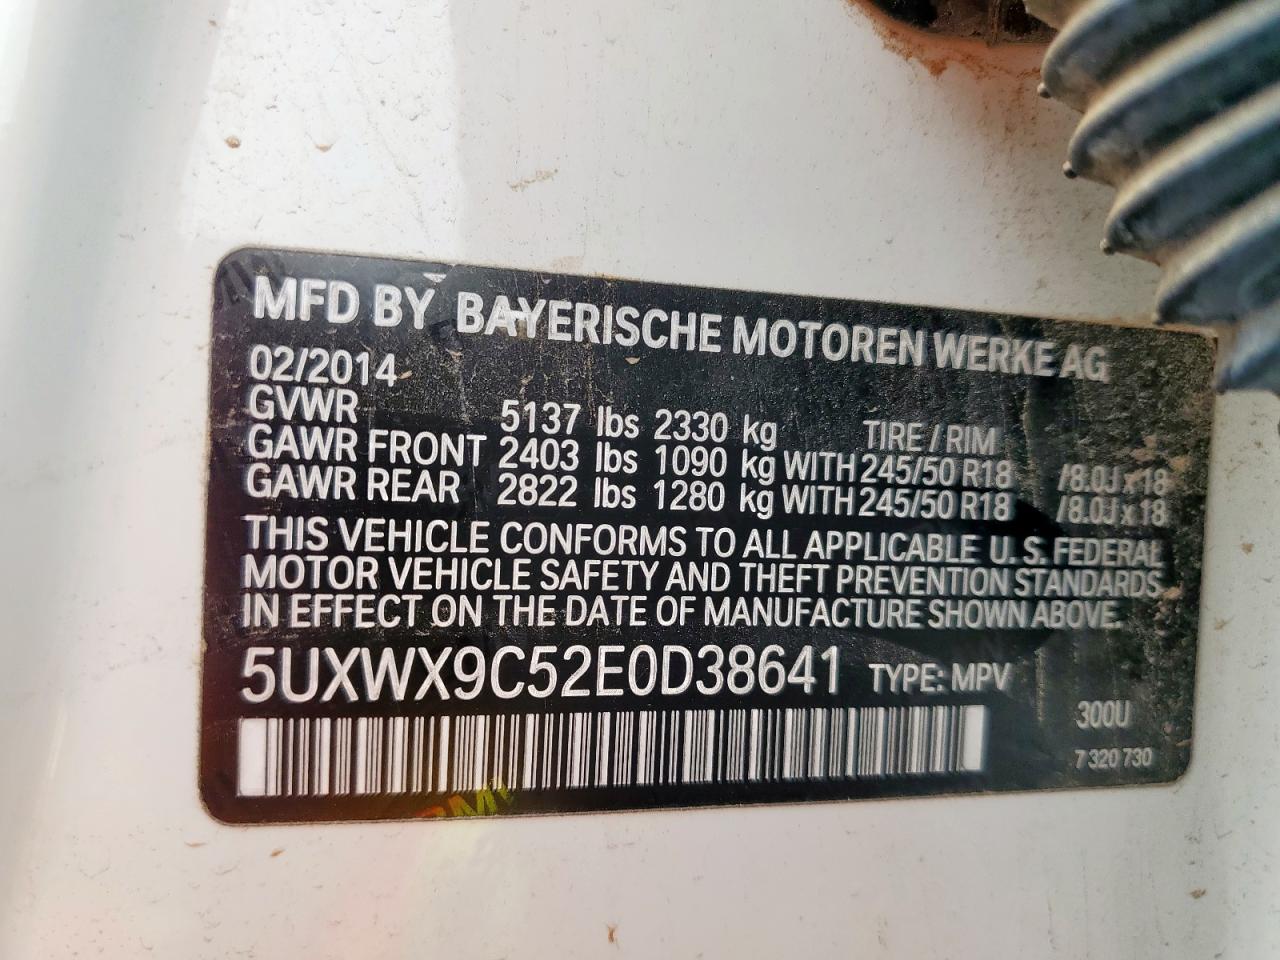 MFD BY BAYERISCHE MOTOREN WERKE AG
02/2014
GVWR 5137 lbs 2330 kg TIRE / RIM
GAWR FRONT 2403 lbs 1090 kg WITH 245/50 R18 /8.0J x 18
GAWR REAR 2822 lbs 1280 kg WITH 245/50 R18 /8.0J x 18
THIS VEHICLE CONFORMS TO ALL APPLICABLE U. S. FEDERAL
MOTOR VEHICLE SAFETY AND THEFT PREVENTION STANDARDS
IN EFFECT ON THE DATE OF MANUFACTURE SHOWN ABOVE.
5UXWX9C52E0D38641 TYPE: MPV
300U
7 320 730